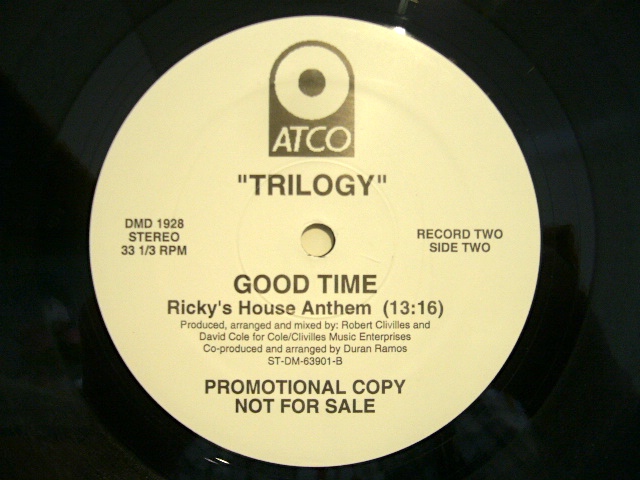 ATCO
"TRILOGY"
DMD 1928
STEREO
33 1/3 RPM
RECORD TWO
SIDE TWO
GOOD TIME
Ricky's House Anthem (13:16)
Produced, arranged and mixed by: Robert Clivilles and
David Cole for Cole/Clivilles Music Enterprises
Co-produced and arranged by Duran Ramos
ST-DM-63901-B
PROMOTIONAL COPY
NOT FOR SALE